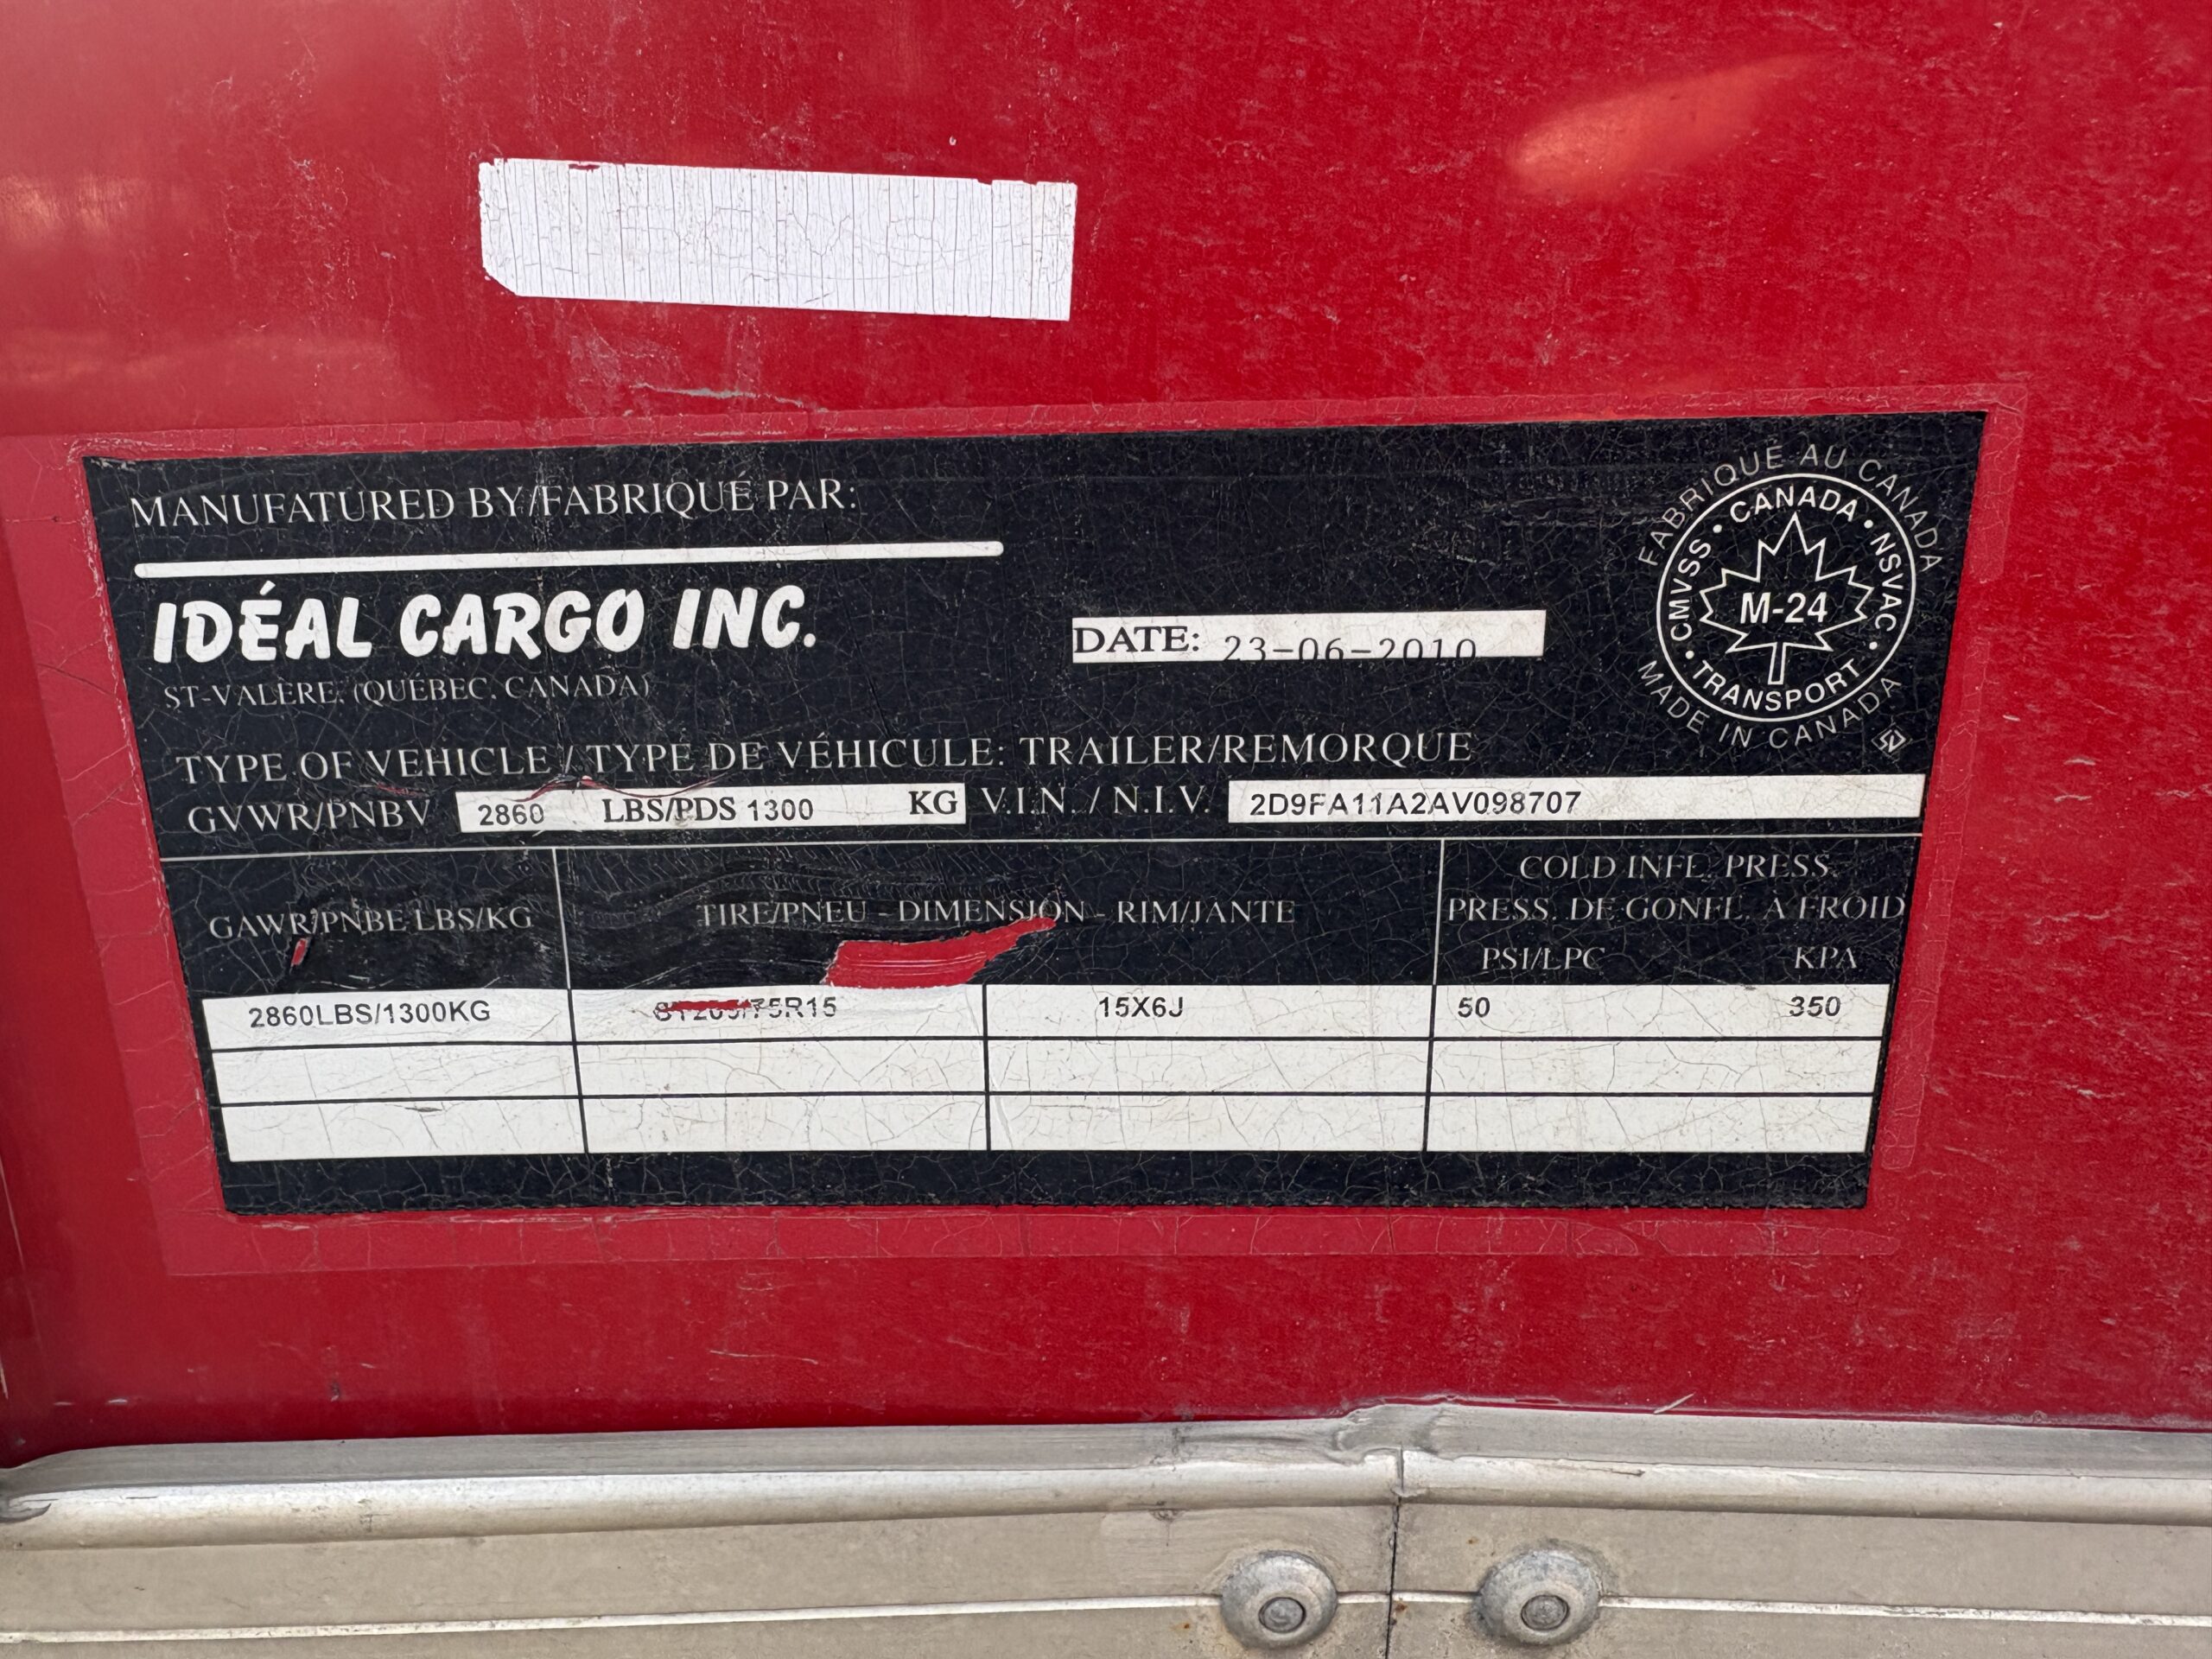 MANUFATURED BY/FABRIQUÉ PAR:
IDÉAL CARGO INC.
ST-VALÈRE, (QUÉBEC, CANADA)
DATE: 23-06-2010
FABRIQUÉ AU CANADA
CANADA • NSVAC • TRANSPORT • CMVSS •
M-24
MADE IN CANADA
TYPE OF VEHICLE / TYPE DE VÉHICULE: TRAILER/REMORQUE
GVWR/PNBV 2860 LBS/PDS 1300 KG V.I.N. / N.I.V. 2D9FA11A2AV098707
GAWR/PNBE LBS/KG TIRE/PNEU - DIMENSION - RIM/JANTE
COLD INFL. PRESS.
PRESS. DE GONFL. À FROID
PSI/LPC KPA
2860LBS/1300KG ST205/75R15 15X6J 50 350